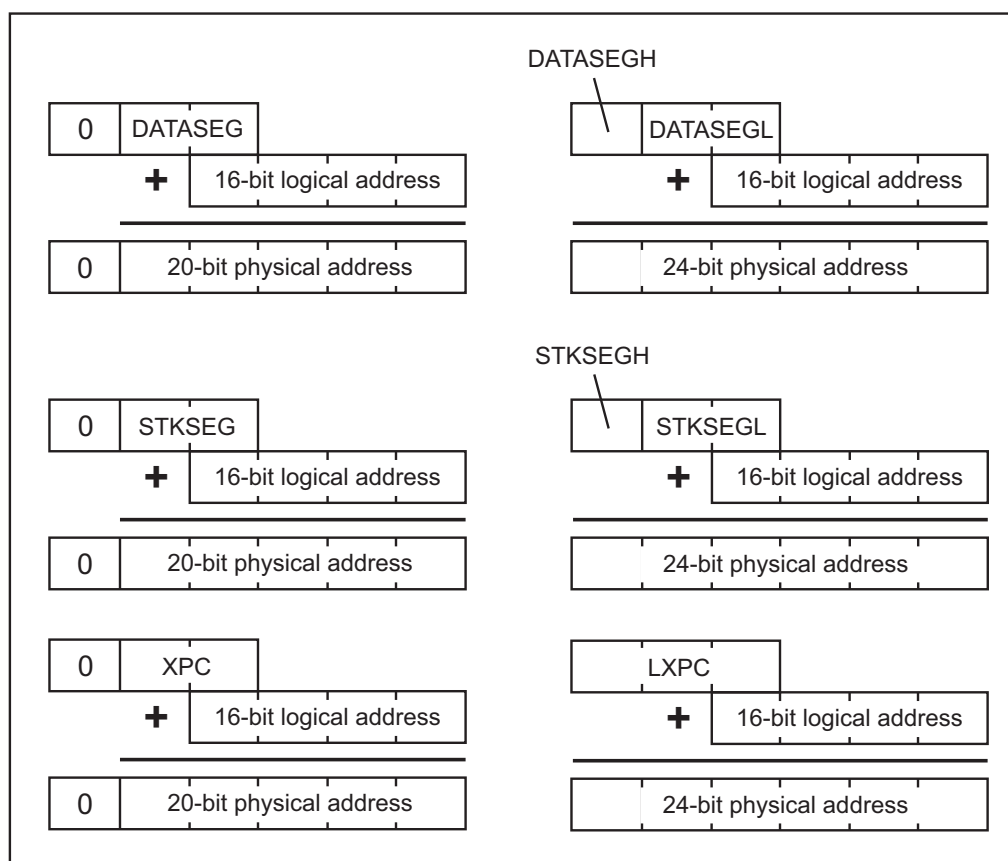 DATASEGH
0 DATASEG
DATASEGL
+ 16-bit logical address
+ 16-bit logical address
0 20-bit physical address
24-bit physical address
STKSEGH
0 STKSEG
STKSEGL
+ 16-bit logical address
+ 16-bit logical address
0 20-bit physical address
24-bit physical address
0 XPC
LXPC
+ 16-bit logical address
+ 16-bit logical address
0 20-bit physical address
24-bit physical address